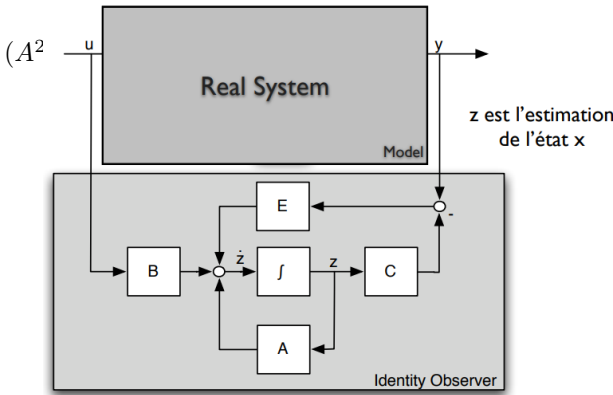 (A²
u
y
Real System
Model
z est l'estimation
de l'état x
E
-
B
ż
∫
z
C
A
Identity Observer